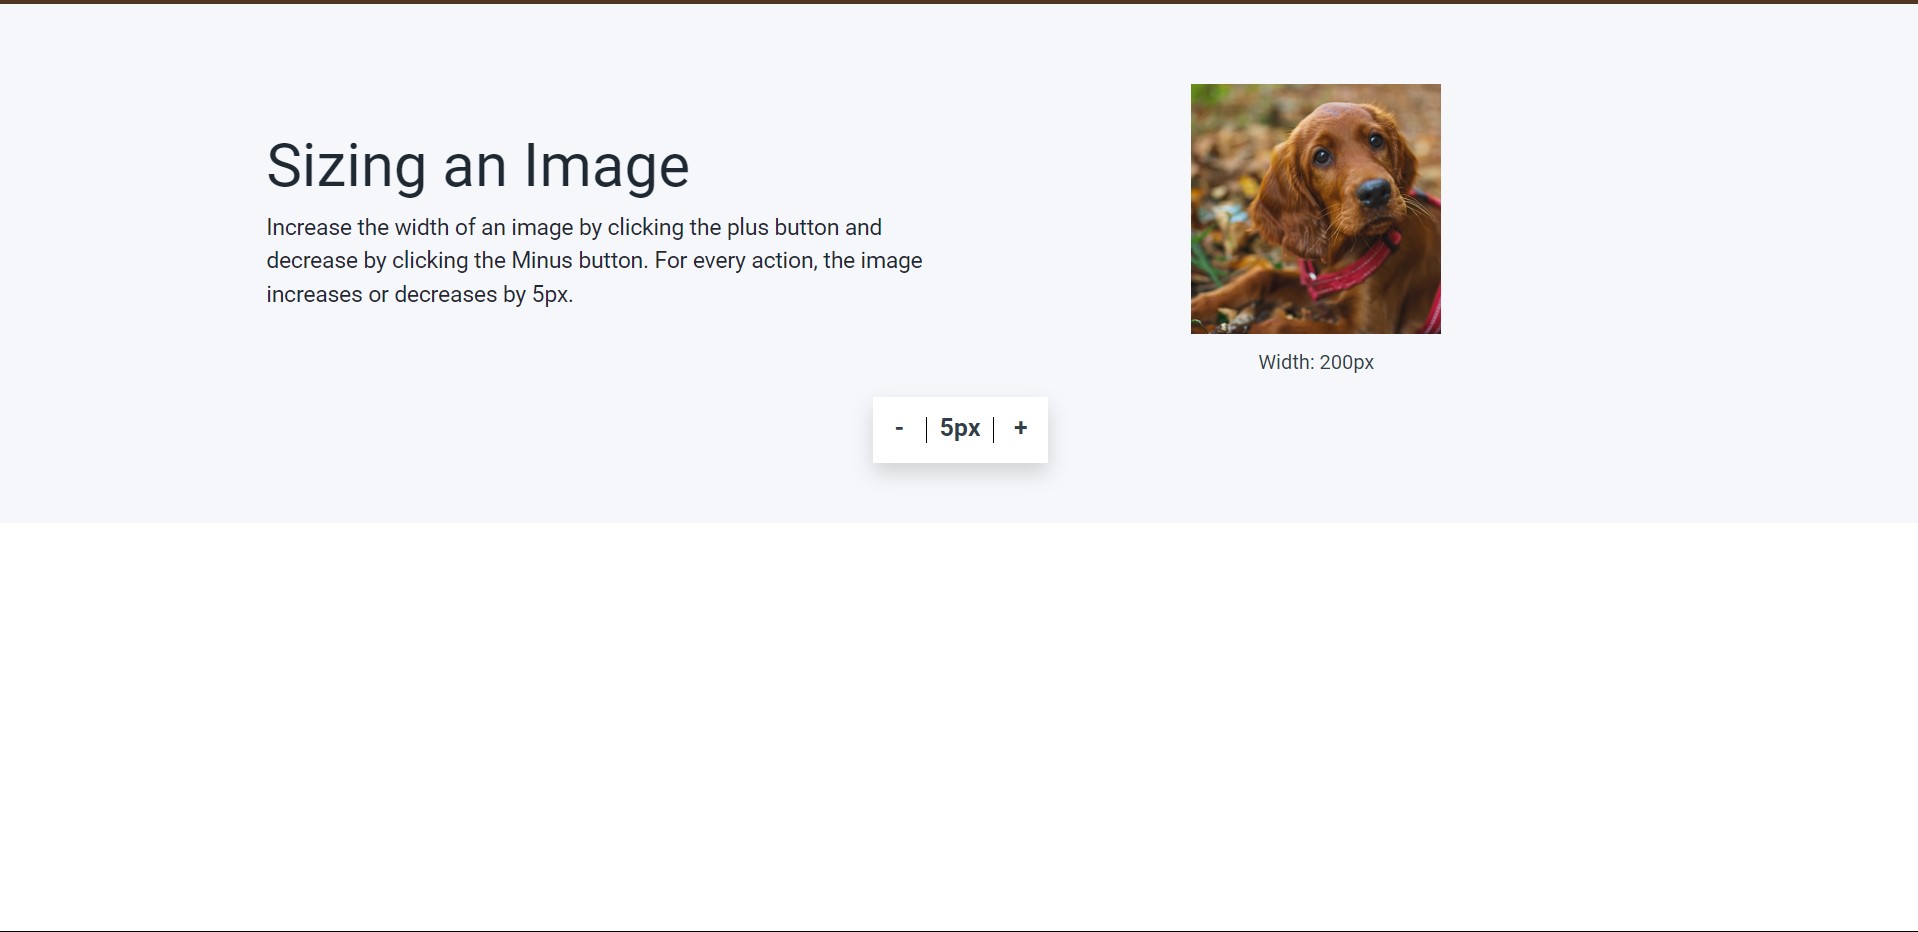 Sizing an Image
Increase the width of an image by clicking the plus button and
decrease by clicking the Minus button. For every action, the image
increases or decreases by 5px.
Width: 200px
- 5px +